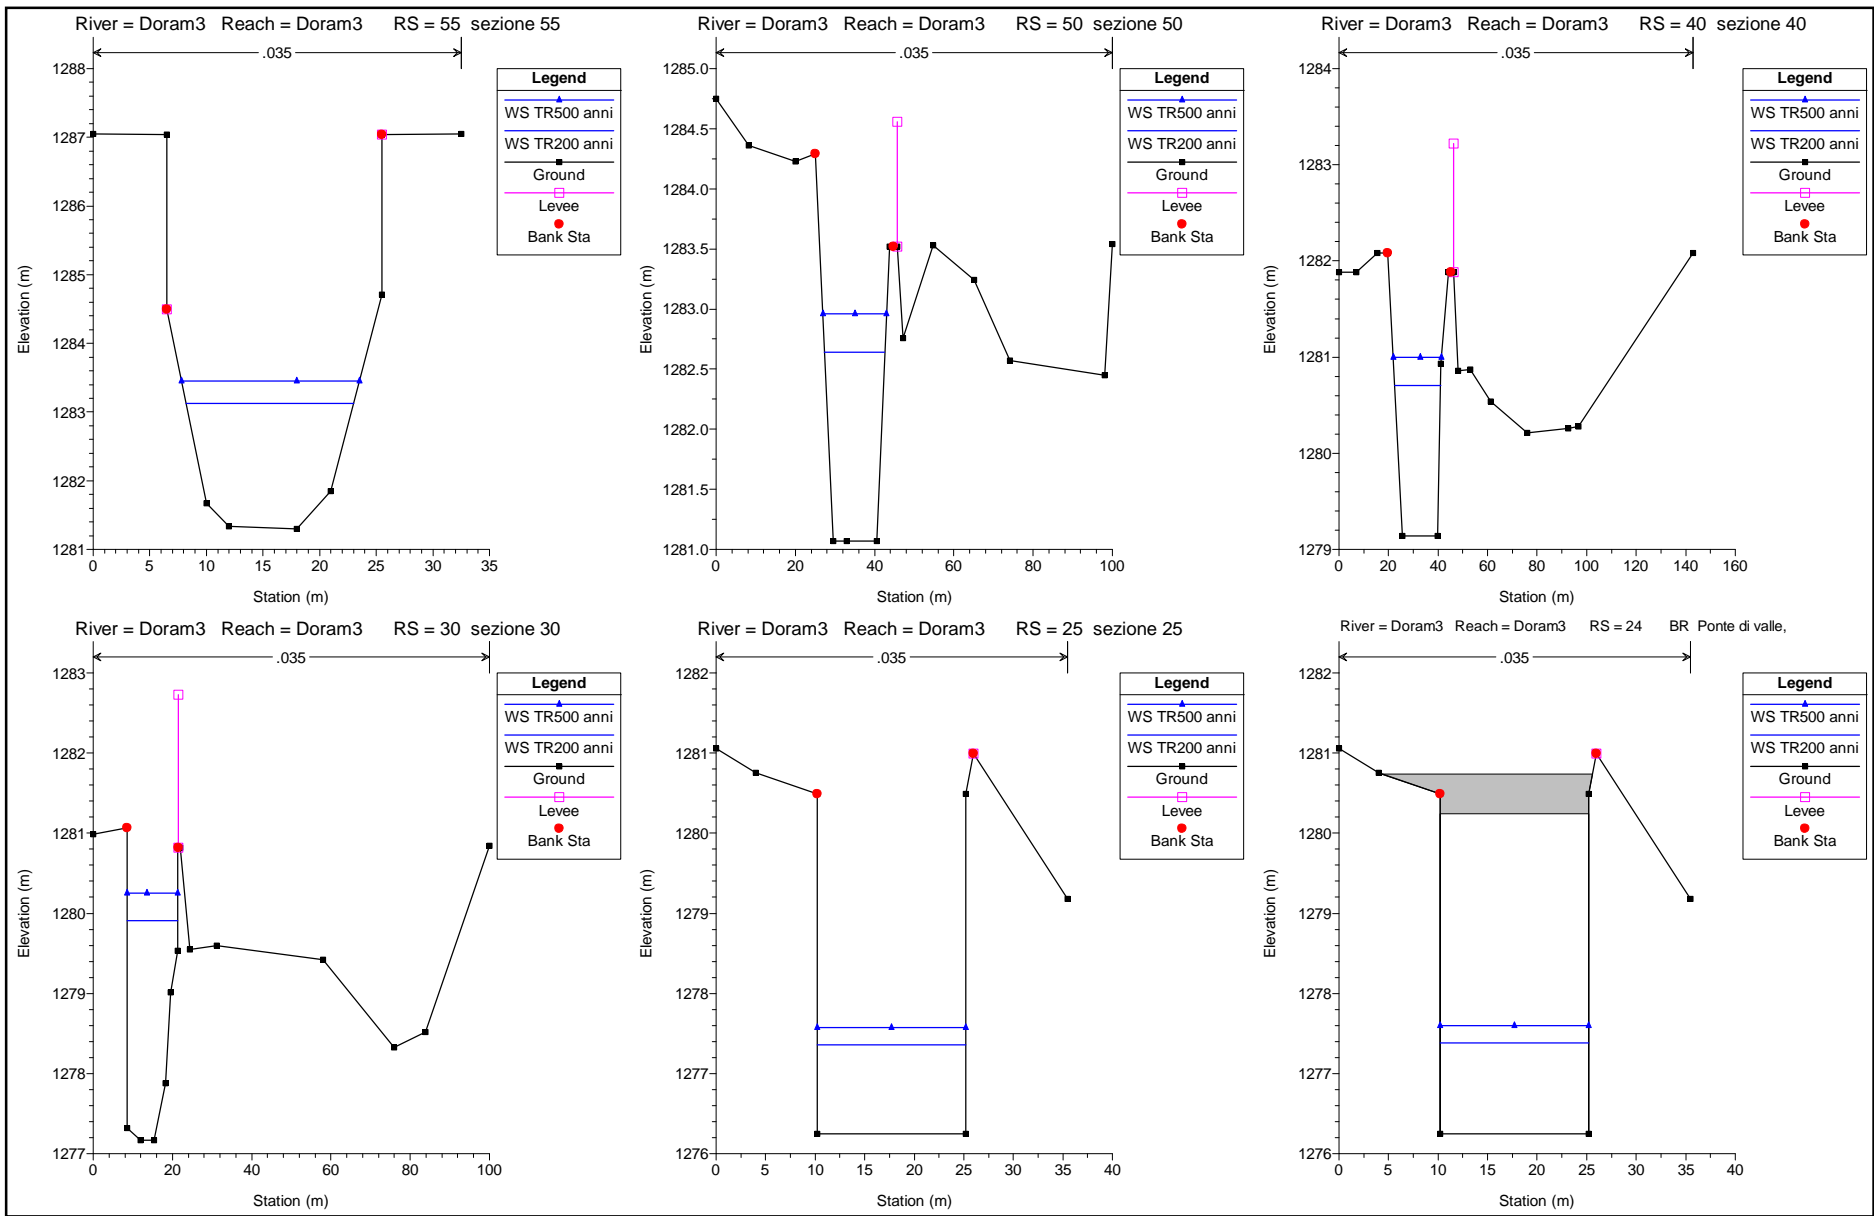 River = Doram3 Reach = Doram3 RS = 55 sezione 55
.035
1288
1287
1286
1285
1284
1283
1282
1281
0 5 10 15 20 25 30 35
Station (m)
Elevation (m)
Legend
WS TR500 anni
WS TR200 anni
Ground
Levee
Bank Sta
River = Doram3 Reach = Doram3 RS = 50 sezione 50
.035
1285.0
1284.5
1284.0
1283.5
1283.0
1282.5
1282.0
1281.5
1281.0
0 20 40 60 80 100
Station (m)
Elevation (m)
Legend
WS TR500 anni
WS TR200 anni
Ground
Levee
Bank Sta
River = Doram3 Reach = Doram3 RS = 40 sezione 40
.035
1284
1283
1282
1281
1280
1279
0 20 40 60 80 100 120 140 160
Station (m)
Elevation (m)
Legend
WS TR500 anni
WS TR200 anni
Ground
Levee
Bank Sta
River = Doram3 Reach = Doram3 RS = 30 sezione 30
.035
1283
1282
1281
1280
1279
1278
1277
0 20 40 60 80 100
Station (m)
Elevation (m)
Legend
WS TR500 anni
WS TR200 anni
Ground
Levee
Bank Sta
River = Doram3 Reach = Doram3 RS = 25 sezione 25
.035
1282
1281
1280
1279
1278
1277
1276
0 5 10 15 20 25 30 35 40
Station (m)
Elevation (m)
Legend
WS TR500 anni
WS TR200 anni
Ground
Levee
Bank Sta
River = Doram3 Reach = Doram3 RS = 24 BR Ponte di valle,
.035
1282
1281
1280
1279
1278
1277
1276
0 5 10 15 20 25 30 35 40
Station (m)
Elevation (m)
Legend
WS TR500 anni
WS TR200 anni
Ground
Levee
Bank Sta